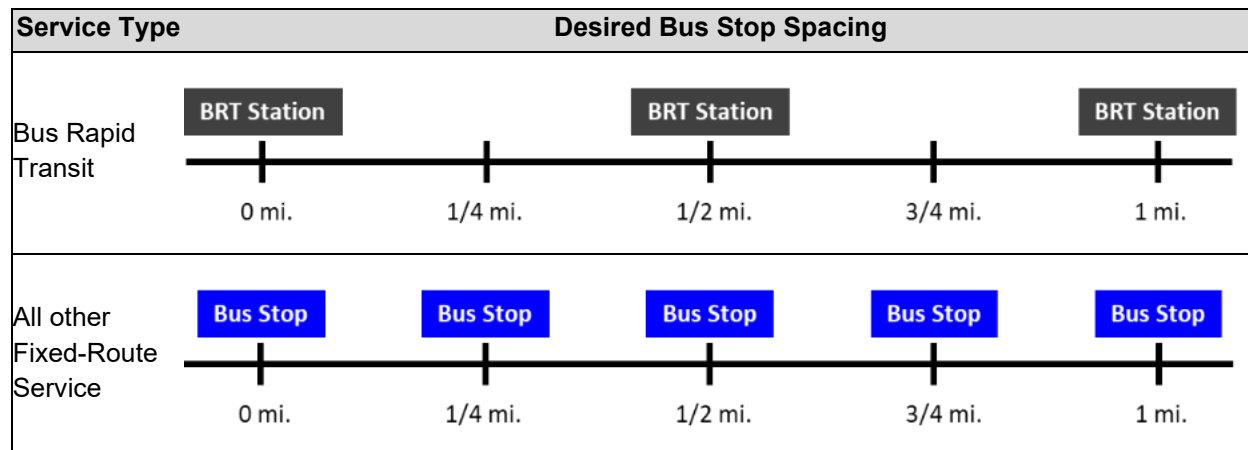 Service Type Desired Bus Stop Spacing
Bus Rapid
Transit
BRT Station BRT Station BRT Station
0 mi. 1/4 mi. 1/2 mi. 3/4 mi. 1 mi.
All other
Fixed-Route
Service
Bus Stop Bus Stop Bus Stop Bus Stop Bus Stop
0 mi. 1/4 mi. 1/2 mi. 3/4 mi. 1 mi.